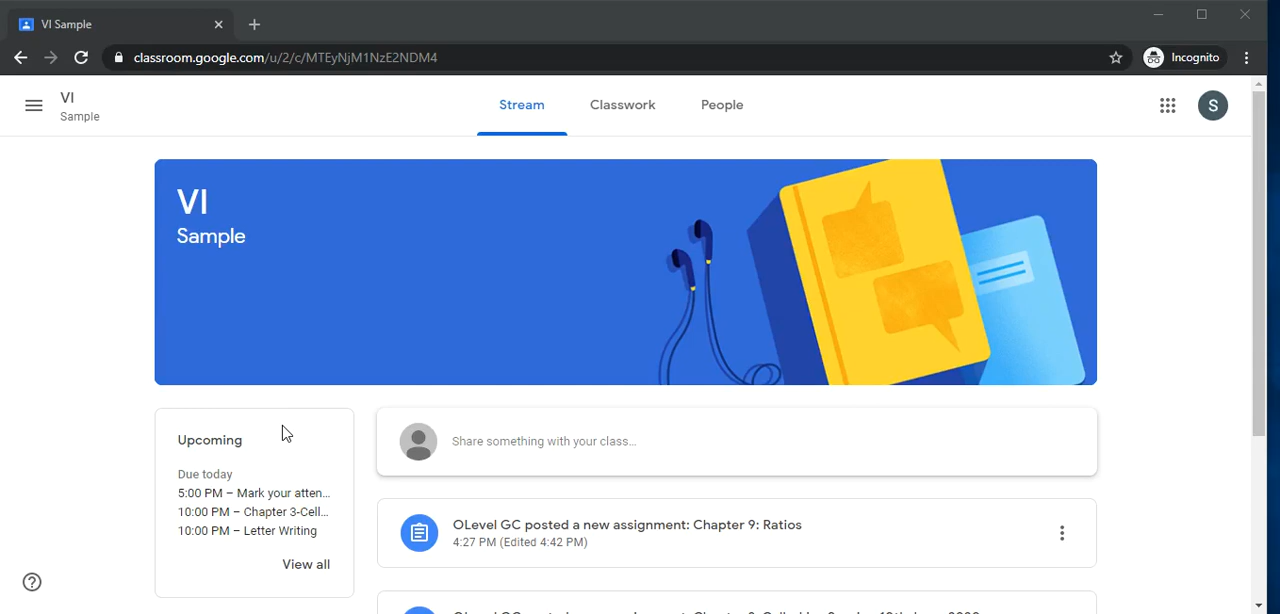 VI Sample
classroom.google.com/u/2/c/MTEyNjM1NzE2NDM4
Incognito
VI
Sample
Stream
Classwork
People
S
VI
Sample
Upcoming
Due today
5:00 PM – Mark your atten...
10:00 PM – Chapter 3-Cell...
10:00 PM – Letter Writing
View all
Share something with your class...
OLevel GC posted a new assignment: Chapter 9: Ratios
4:27 PM (Edited 4:42 PM)